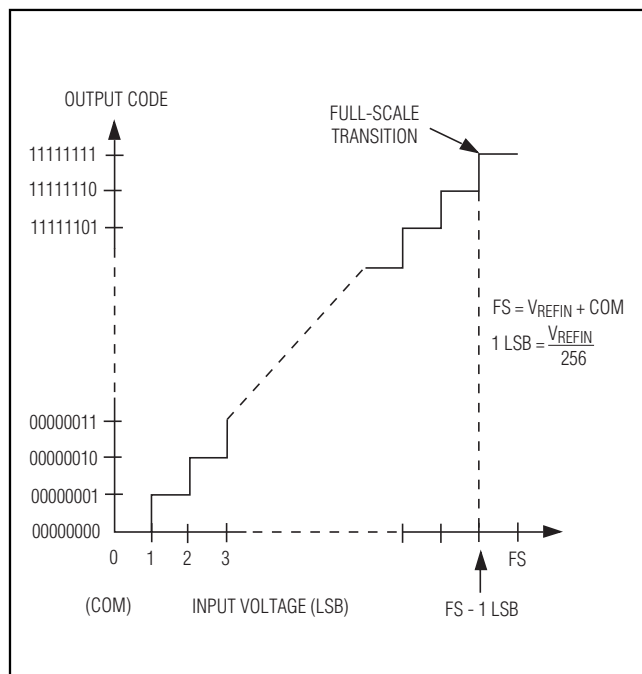 OUTPUT CODE
FULL-SCALE
TRANSITION
11111111
11111110
11111101
FS = VREFIN + COM
1 LSB = VREFIN
256
00000011
00000010
00000001
00000000
0 1 2 3 FS
(COM) INPUT VOLTAGE (LSB) FS - 1 LSB